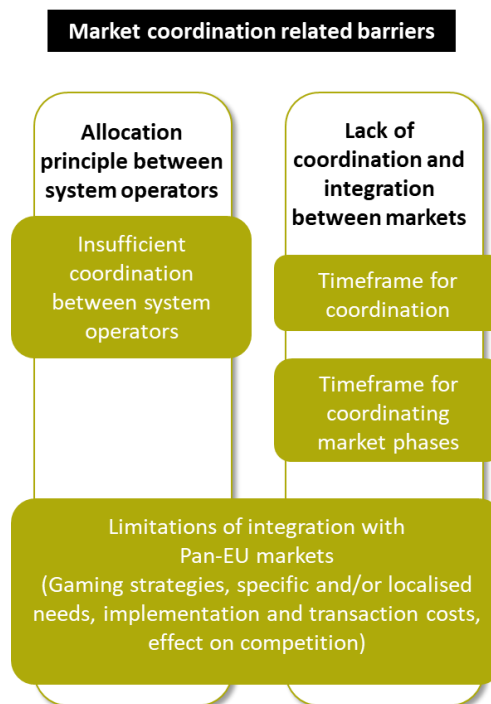 Market coordination related barriers
Allocation
principle between
system operators
Insufficient
coordination
between system
operators
Lack of
coordination and
integration
between markets
Timeframe for
coordination
Timeframe for
coordinating
market phases
Limitations of integration with
Pan-EU markets
(Gaming strategies, specific and/or localised
needs, implementation and transaction costs,
effect on competition)